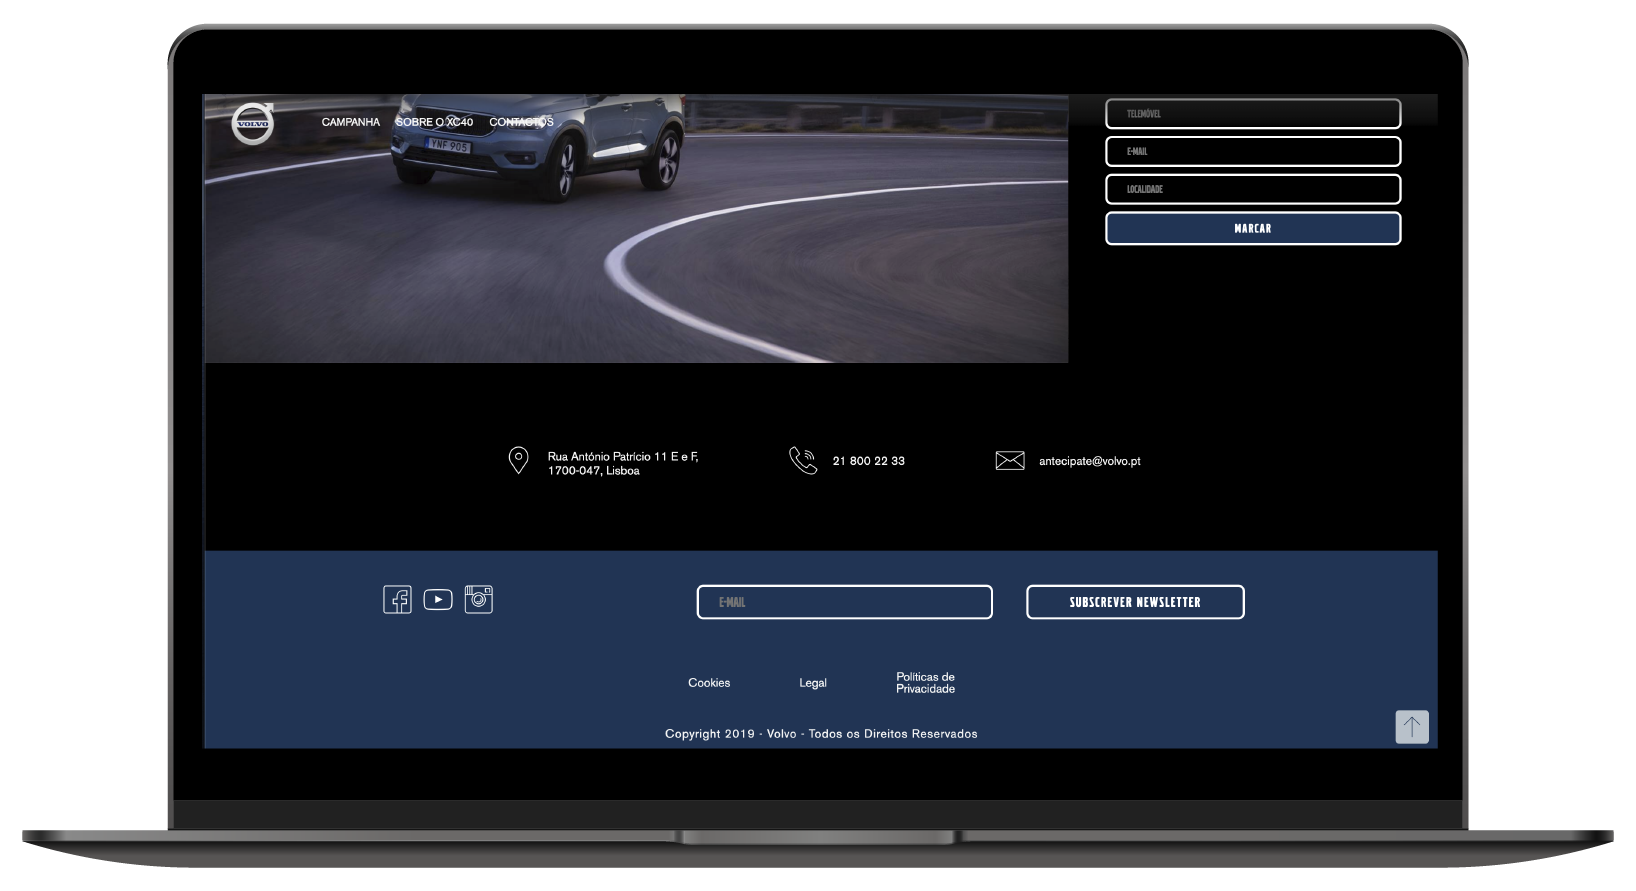 VOLVO
CAMPANHA
SOBRE O XC40
CONTACTOS
YNF 905
TELEMÓVEL
E-MAIL
LOCALIDADE
MARCAR
Rua António Patrício 11 E e F,
1700-047, Lisboa
21 800 22 33
antecipate@volvo.pt
E-MAIL
SUBSCREVER NEWSLETTER
Cookies
Legal
Políticas de
Privacidade
Copyright 2019 - Volvo - Todos os Direitos Reservados